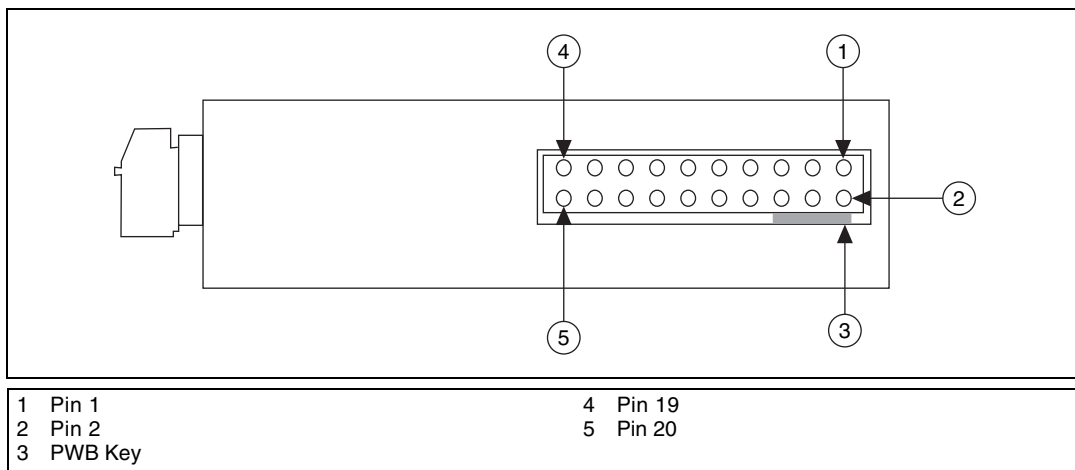 4
1
2
3
5
1 Pin 1
2 Pin 2
3 PWB Key
4 Pin 19
5 Pin 20